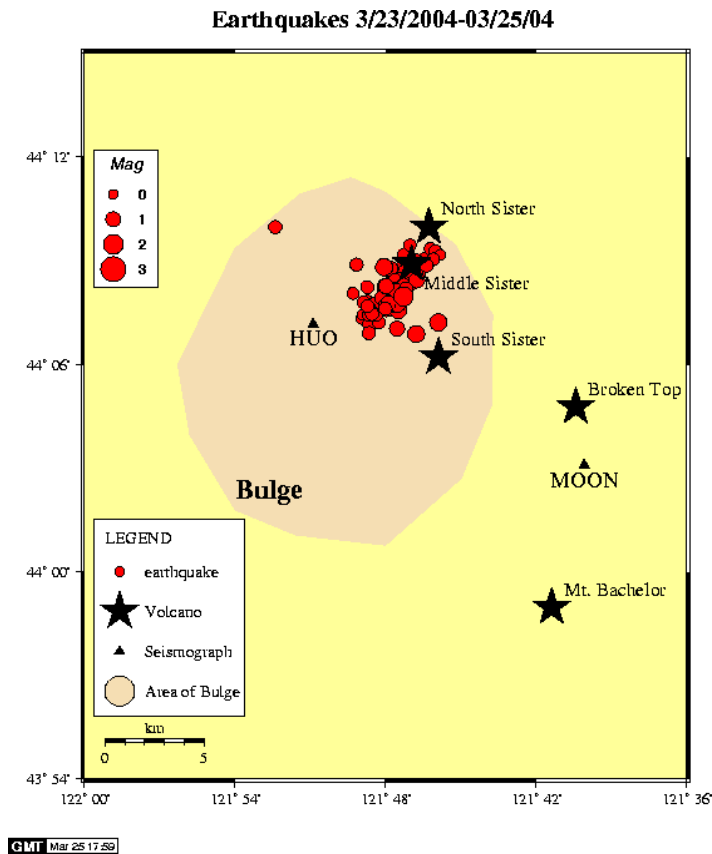 Earthquakes 3/23/2004-03/25/04
44° 12'
44° 06'
44° 00'
43° 54'
Mag
0
1
2
3
North Sister
Middle Sister
HUO
South Sister
Broken Top
MOON
Bulge
Mt. Bachelor
LEGEND
earthquake
Volcano
Seismograph
Area of Bulge
km
0 5
122° 00' 121° 54' 121° 48' 121° 42' 121° 36'
GMT Mar 25 17:59